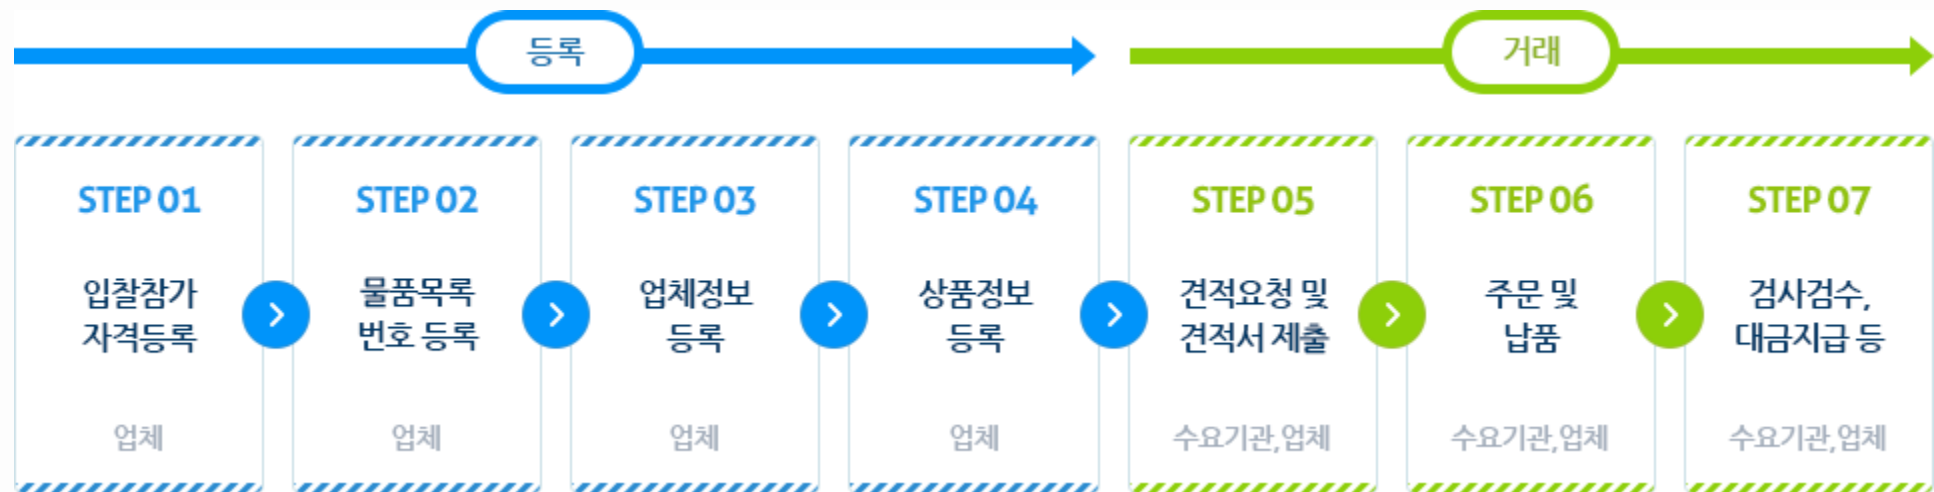 등록
거래
STEP 01
입찰참가
자격등록
업체
STEP 02
물품목록
번호 등록
업체
STEP 03
업체정보
등록
업체
STEP 04
상품정보
등록
업체
STEP 05
견적요청 및
견적서 제출
수요기관,업체
STEP 06
주문 및
납품
수요기관,업체
STEP 07
검사검수,
대금지급 등
수요기관,업체